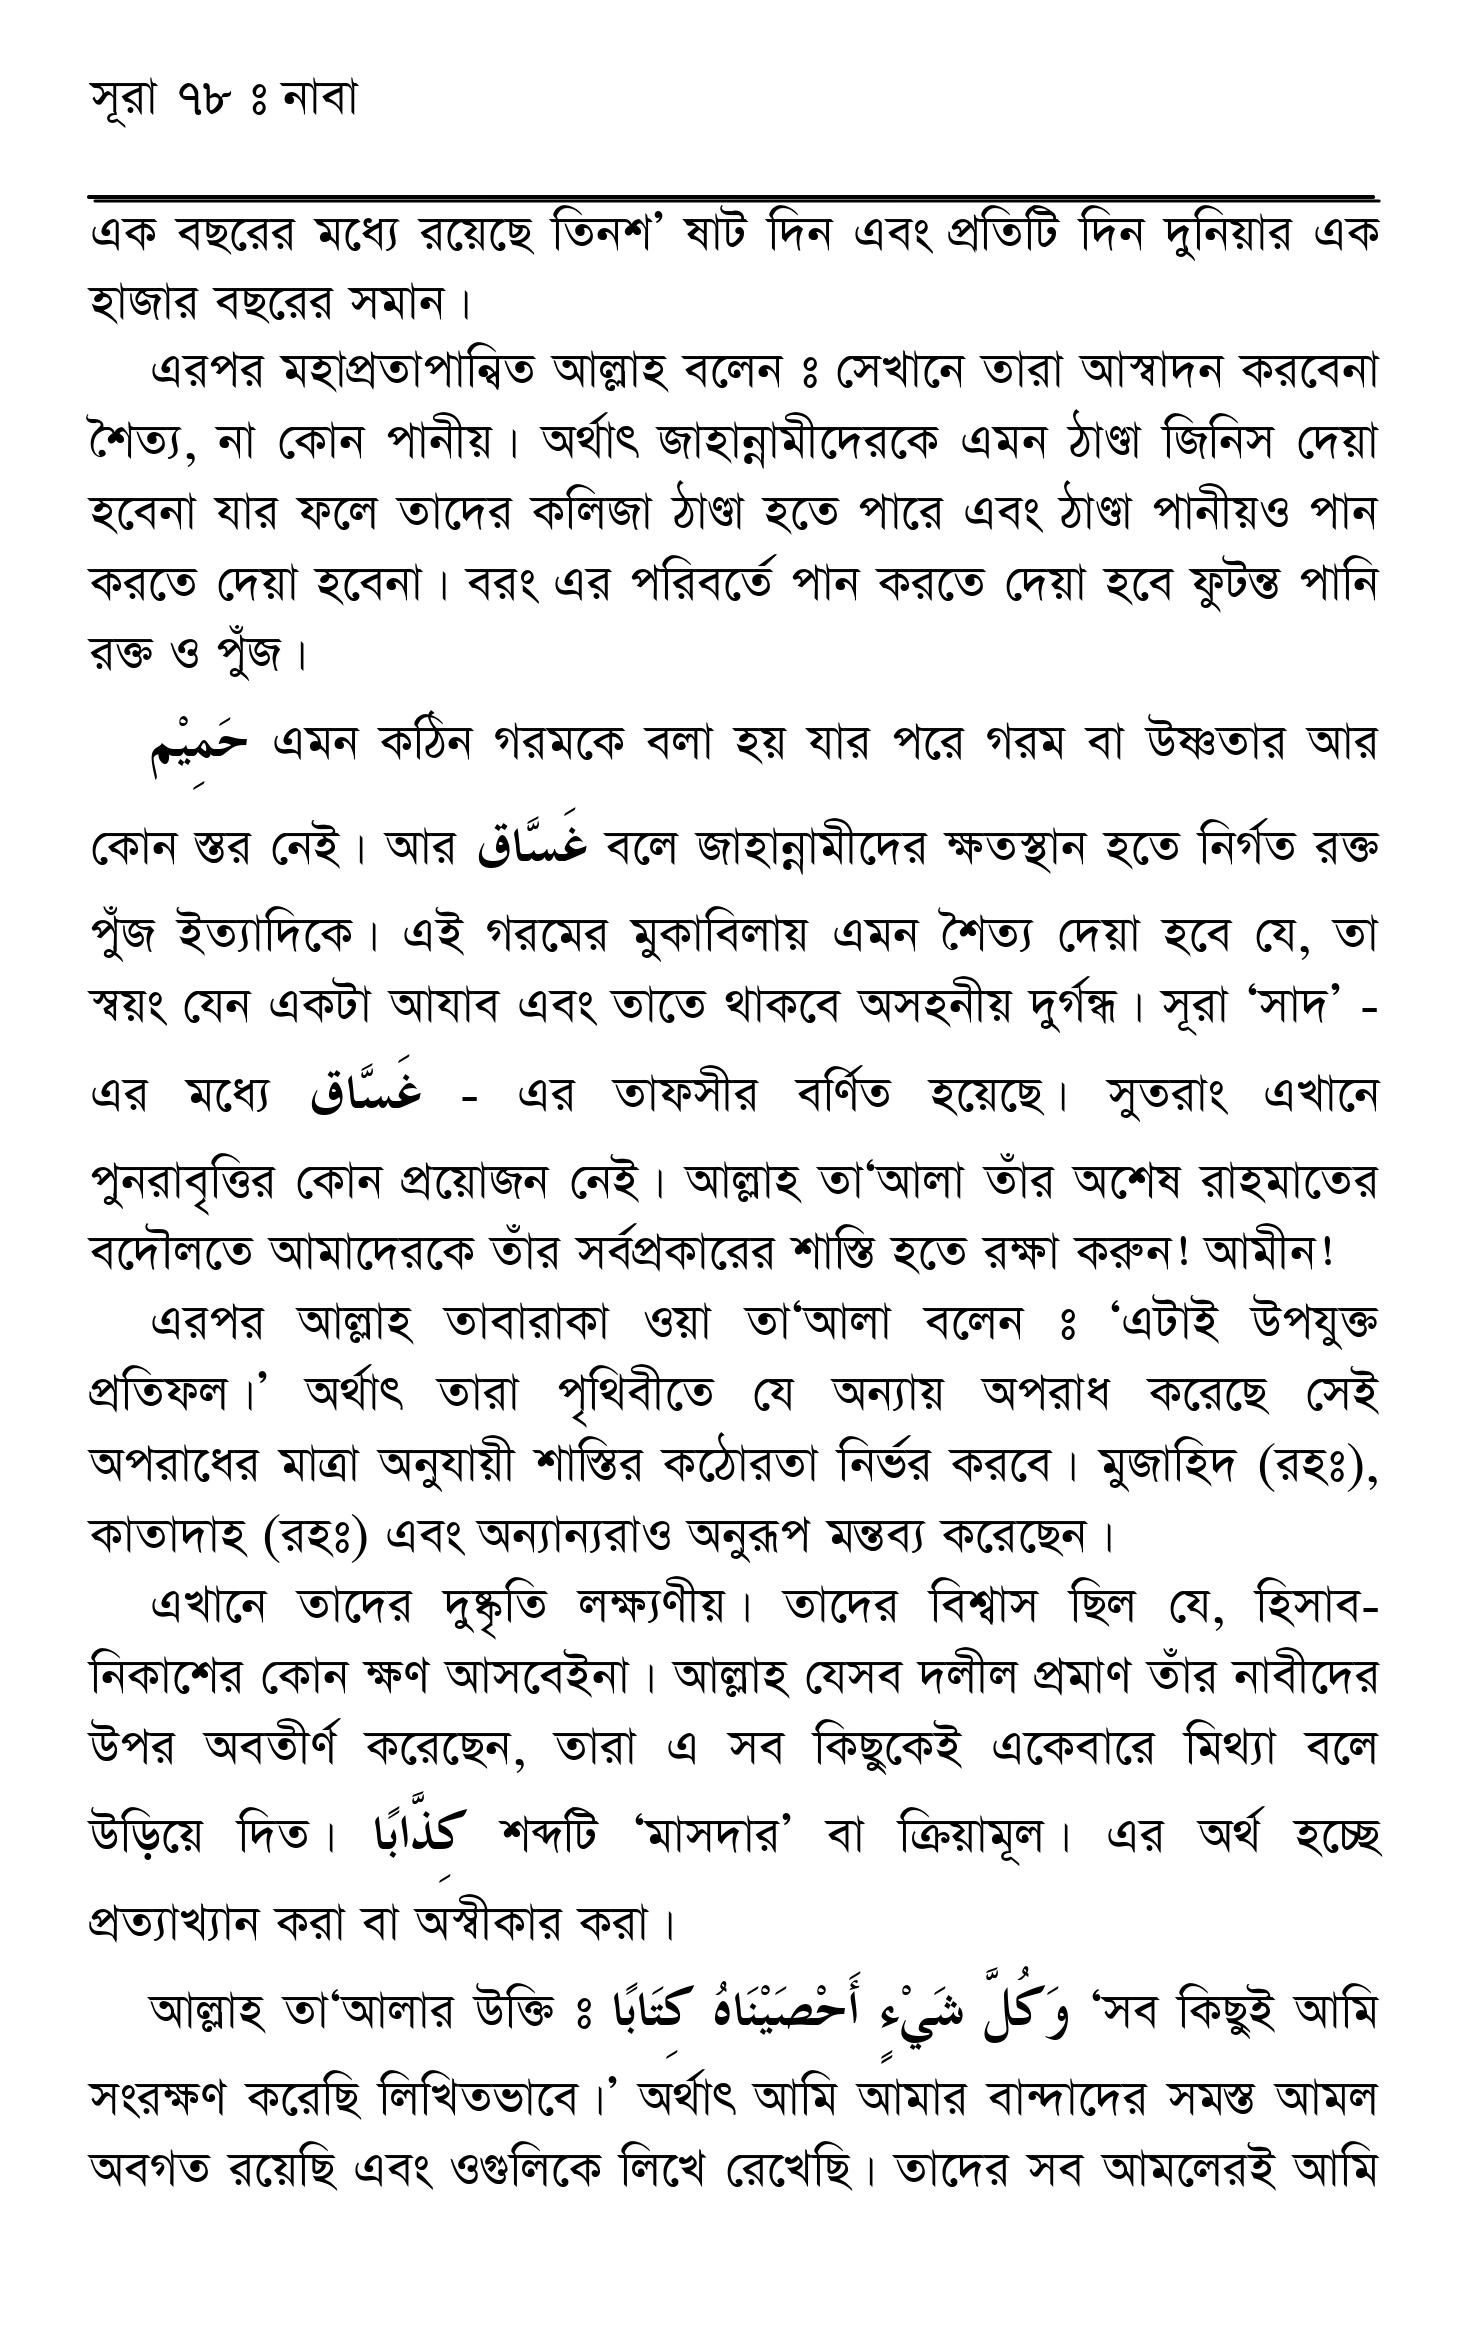 সূরা ৭৮ ঃ নাবা
এক বছরের মধ্যে রয়েছে তিনশ’ ষাট দিন এবং প্রতিটি দিন দুনিয়ার এক
হাজার বছরের সমান।
এরপর মহাপ্রতাপান্বিত আল্লাহ বলেন ঃ সেখানে তারা আস্বাদন করবেনা
শৈত্য, না কোন পানীয়। অর্থাৎ জাহান্নামীদেরকে এমন ঠাণ্ডা জিনিস দেয়া
হবেনা যার ফলে তাদের কলিজা ঠাণ্ডা হতে পারে এবং ঠাণ্ডা পানীয়ও পান
করতে দেয়া হবেনা। বরং এর পরিবর্তে পান করতে দেয়া হবে ফুটন্ত পানি
রক্ত ও পুঁজ।
حَمِيْم এমন কঠিন গরমকে বলা হয় যার পরে গরম বা উষ্ণতার আর
কোন স্তর নেই। আর غَسَّاق বলে জাহান্নামীদের ক্ষতস্থান হতে নির্গত রক্ত
পুঁজ ইত্যাদিকে। এই গরমের মুকাবিলায় এমন শৈত্য দেয়া হবে যে, তা
স্বয়ং যেন একটা আযাব এবং তাতে থাকবে অসহনীয় দুর্গন্ধ। সূরা ‘সাদ’ -
এর মধ্যে غَسَّاق - এর তাফসীর বর্ণিত হয়েছে। সুতরাং এখানে
পুনরাবৃত্তির কোন প্রয়োজন নেই। আল্লাহ তা‘আলা তাঁর অশেষ রাহমাতের
বদৌলতে আমাদেরকে তাঁর সর্বপ্রকারের শাস্তি হতে রক্ষা করুন! আমীন!
এরপর আল্লাহ তাবারাকা ওয়া তা‘আলা বলেন ঃ ‘এটাই উপযুক্ত
প্রতিফল।’ অর্থাৎ তারা পৃথিবীতে যে অন্যায় অপরাধ করেছে সেই
অপরাধের মাত্রা অনুযায়ী শাস্তির কঠোরতা নির্ভর করবে। মুজাহিদ (রহঃ),
কাতাদাহ (রহঃ) এবং অন্যান্যরাও অনুরূপ মন্তব্য করেছেন।
এখানে তাদের দুষ্কৃতি লক্ষ্যণীয়। তাদের বিশ্বাস ছিল যে, হিসাব-
নিকাশের কোন ক্ষণ আসবেইনা। আল্লাহ যেসব দলীল প্রমাণ তাঁর নাবীদের
উপর অবতীর্ণ করেছেন, তারা এ সব কিছুকেই একেবারে মিথ্যা বলে
উড়িয়ে দিত। كِذَّابًا শব্দটি ‘মাসদার’ বা ক্রিয়ামূল। এর অর্থ হচ্ছে
প্রত্যাখ্যান করা বা অস্বীকার করা।
আল্লাহ তা‘আলার উক্তি ঃ وَكُلَّ شَيْءٍ أَحْصَيْنَاهُ كِتَابًا ‘সব কিছুই আমি
সংরক্ষণ করেছি লিখিতভাবে।’ অর্থাৎ আমি আমার বান্দাদের সমস্ত আমল
অবগত রয়েছি এবং ওগুলিকে লিখে রেখেছি। তাদের সব আমলেরই আমি